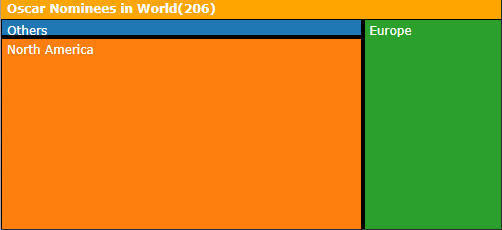 Oscar Nominees in World(206)
Others
Europe
North America